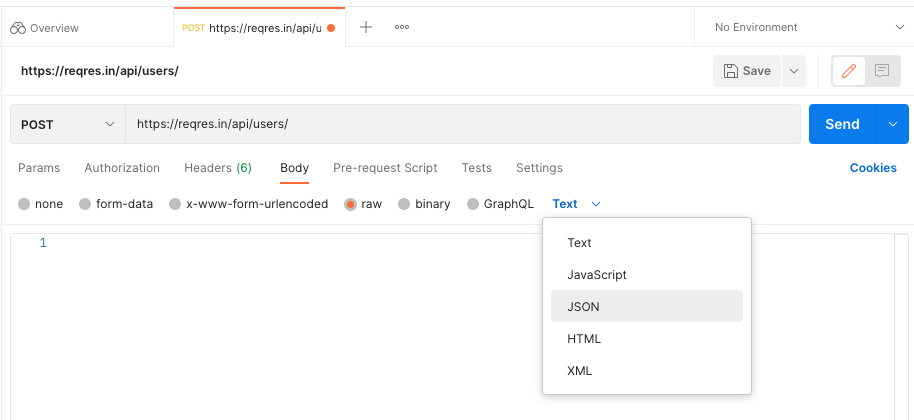 Overview
POST https://reqres.in/api/u
No Environment
https://reqres.in/api/users/
Save
POST
https://reqres.in/api/users/
Send
Params Authorization Headers (6) Body Pre-request Script Tests Settings Cookies
none form-data x-www-form-urlencoded raw binary GraphQL Text
1
Text
JavaScript
JSON
HTML
XML